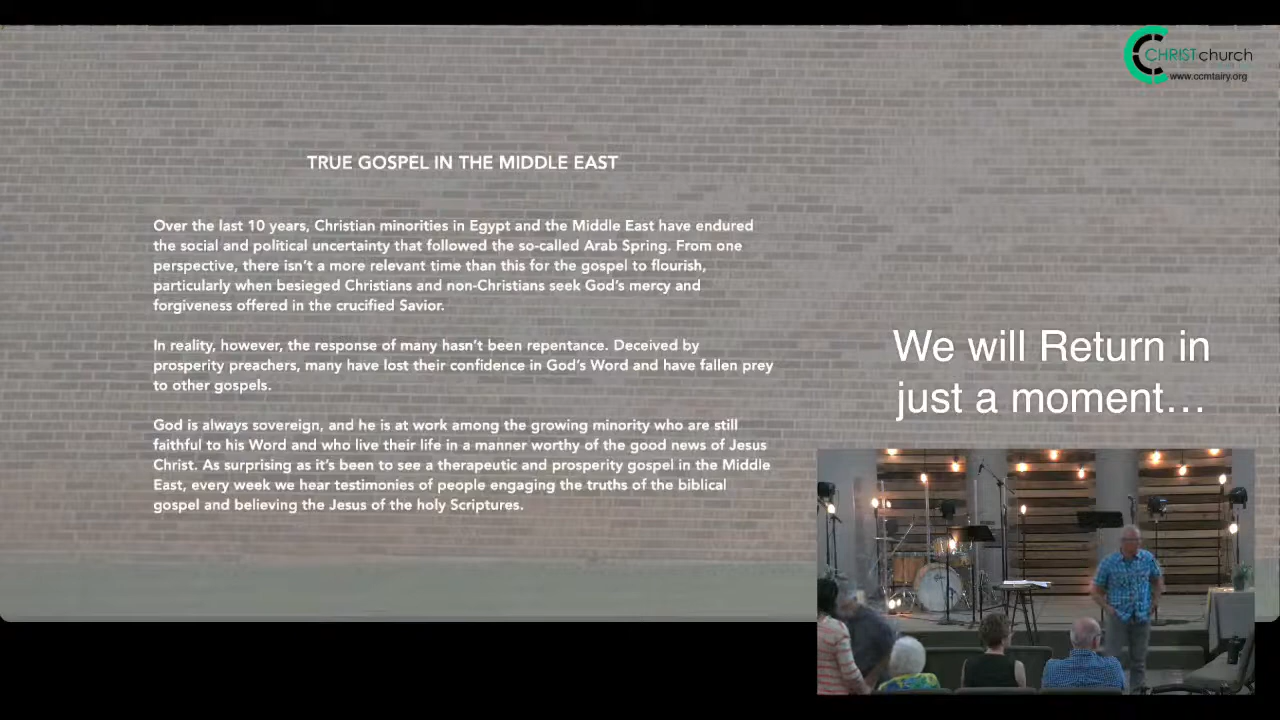 CHRISTchurch
www.ccmtairy.org
TRUE GOSPEL IN THE MIDDLE EAST
Over the last 10 years, Christian minorities in Egypt and the Middle East have endured
the social and political uncertainty that followed the so-called Arab Spring. From one
perspective, there isn't a more relevant time than this for the gospel to flourish,
particularly when besieged Christians and non-Christians seek God's mercy and
forgiveness offered in the crucified Savior.
In reality, however, the response of many hasn't been repentance. Deceived by
prosperity preachers, many have lost their confidence in God's Word and have fallen prey
to other gospels.
God is always sovereign, and he is at work among the growing minority who are still
faithful to his Word and who live their life in a manner worthy of the good news of Jesus
Christ. As surprising as it's been to see a therapeutic and prosperity gospel in the Middle
East, every week we hear testimonies of people engaging the truths of the biblical
gospel and believing the Jesus of the holy Scriptures.
We will Return in
just a moment…